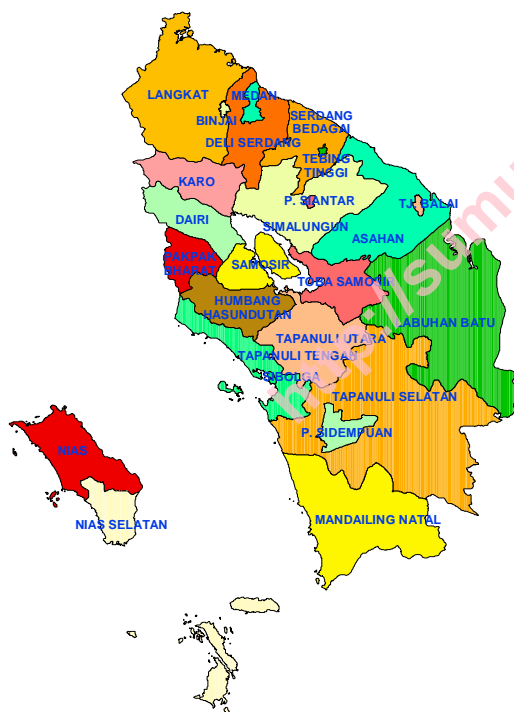 LANGKAT
MEDAN
BINJAI
SERDANG
BEDAGAI
DELI SERDANG
TEBING
TINGGI
KARO
P. SIANTAR
TJ. BALAI
DAIRI
SIMALUNGUN
ASAHAN
PAKPAK
BHARAT
SAMOSIR
TOBA SAMOSIR
HUMBANG
HASUNDUTAN
LABUHAN BATU
TAPANULI UTARA
TAPANULI TENGAH
SIBOLGA
TAPANULI SELATAN
P. SIDEMPUAN
NIAS
NIAS SELATAN
MANDAILING NATAL
http://sumu